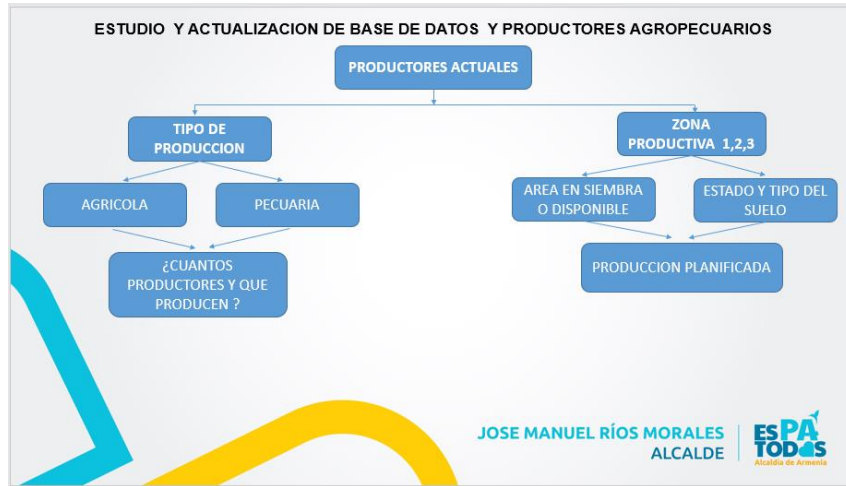 ESTUDIO Y ACTUALIZACION DE BASE DE DATOS Y PRODUCTORES AGROPECUARIOS
PRODUCTORES ACTUALES
TIPO DE
PRODUCCION
ZONA
PRODUCTIVA 1,2,3
AGRICOLA
PECUARIA
AREA EN SIEMBRA
O DISPONIBLE
ESTADO Y TIPO DEL
SUELO
¿CUANTOS
PRODUCTORES Y QUE
PRODUCEN ?
PRODUCCION PLANIFICADA
JOSE MANUEL RÍOS MORALES
ALCALDE
ES PA
TODOS
Alcaldía de Armenia